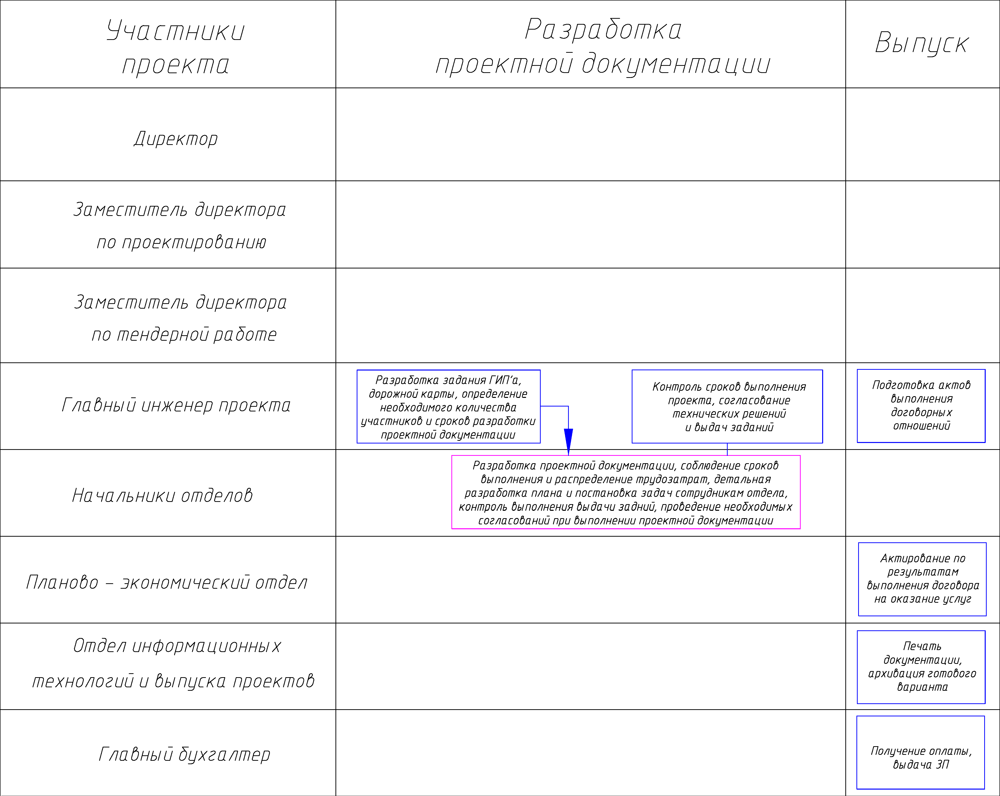 Участники
проекта
Разработка
проектной документации
Выпуск
Директор
Заместитель директора
по проектированию
Заместитель директора
по тендерной работе
Главный инженер проекта
Разработка задания ГИП'а,
дорожной карты, определение
необходимого количества
участников и сроков разработки
проектной документации
Контроль сроков выполнения
проекта, согласование
технических решений
и выдач заданий
Подготовка актов
выполнения
договорных
отношений
Начальники отделов
Разработка проектной документации, соблюдение сроков
выполнения и распределение трудозатрат, детальная
разработка плана и постановка задач сотрудникам отдела,
контроль выполнения выдачи задний, проведение необходимых
согласований при выполнении проектной документации
Планово - экономический отдел
Актирование по
результатам
выполнения договора
на оказание услуг
Отдел информационных
технологий и выпуска проектов
Печать
документации,
архивация готового
варианта
Главный бухгалтер
Получение оплаты,
выдача ЗП